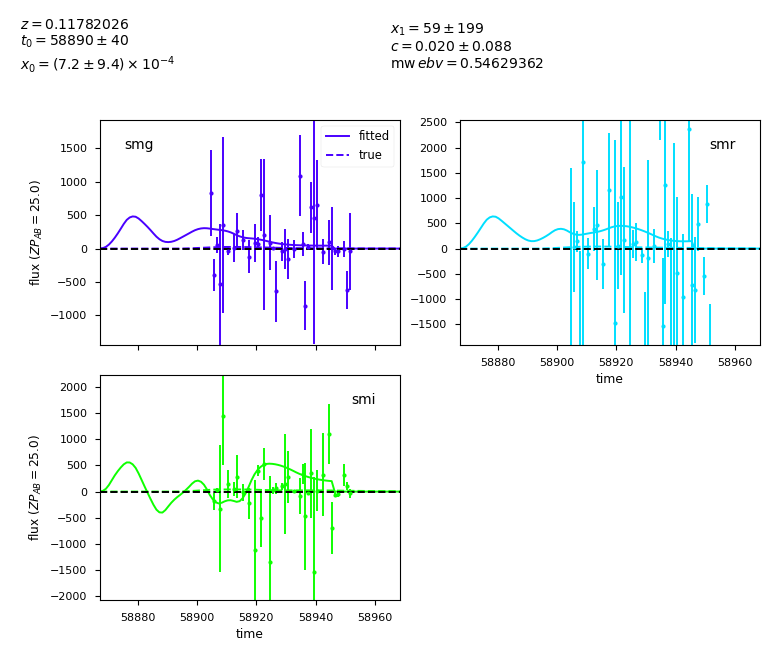 z = 0.11782026
t₀ = 58890 ± 40
x₀ = (7.2 ± 9.4) × 10⁻⁴
x₁ = 59 ± 199
c = 0.020 ± 0.088
mwebv = 0.54629362
smg
fitted
true
1500
1000
500
0
−500
−1000
flux (ZP_AB = 25.0)
smr
2500
2000
1500
1000
500
0
−500
−1000
−1500
58880 58900 58920 58940 58960
time
smi
2000
1500
1000
500
0
−500
−1000
−1500
−2000
flux (ZP_AB = 25.0)
58880 58900 58920 58940 58960
time